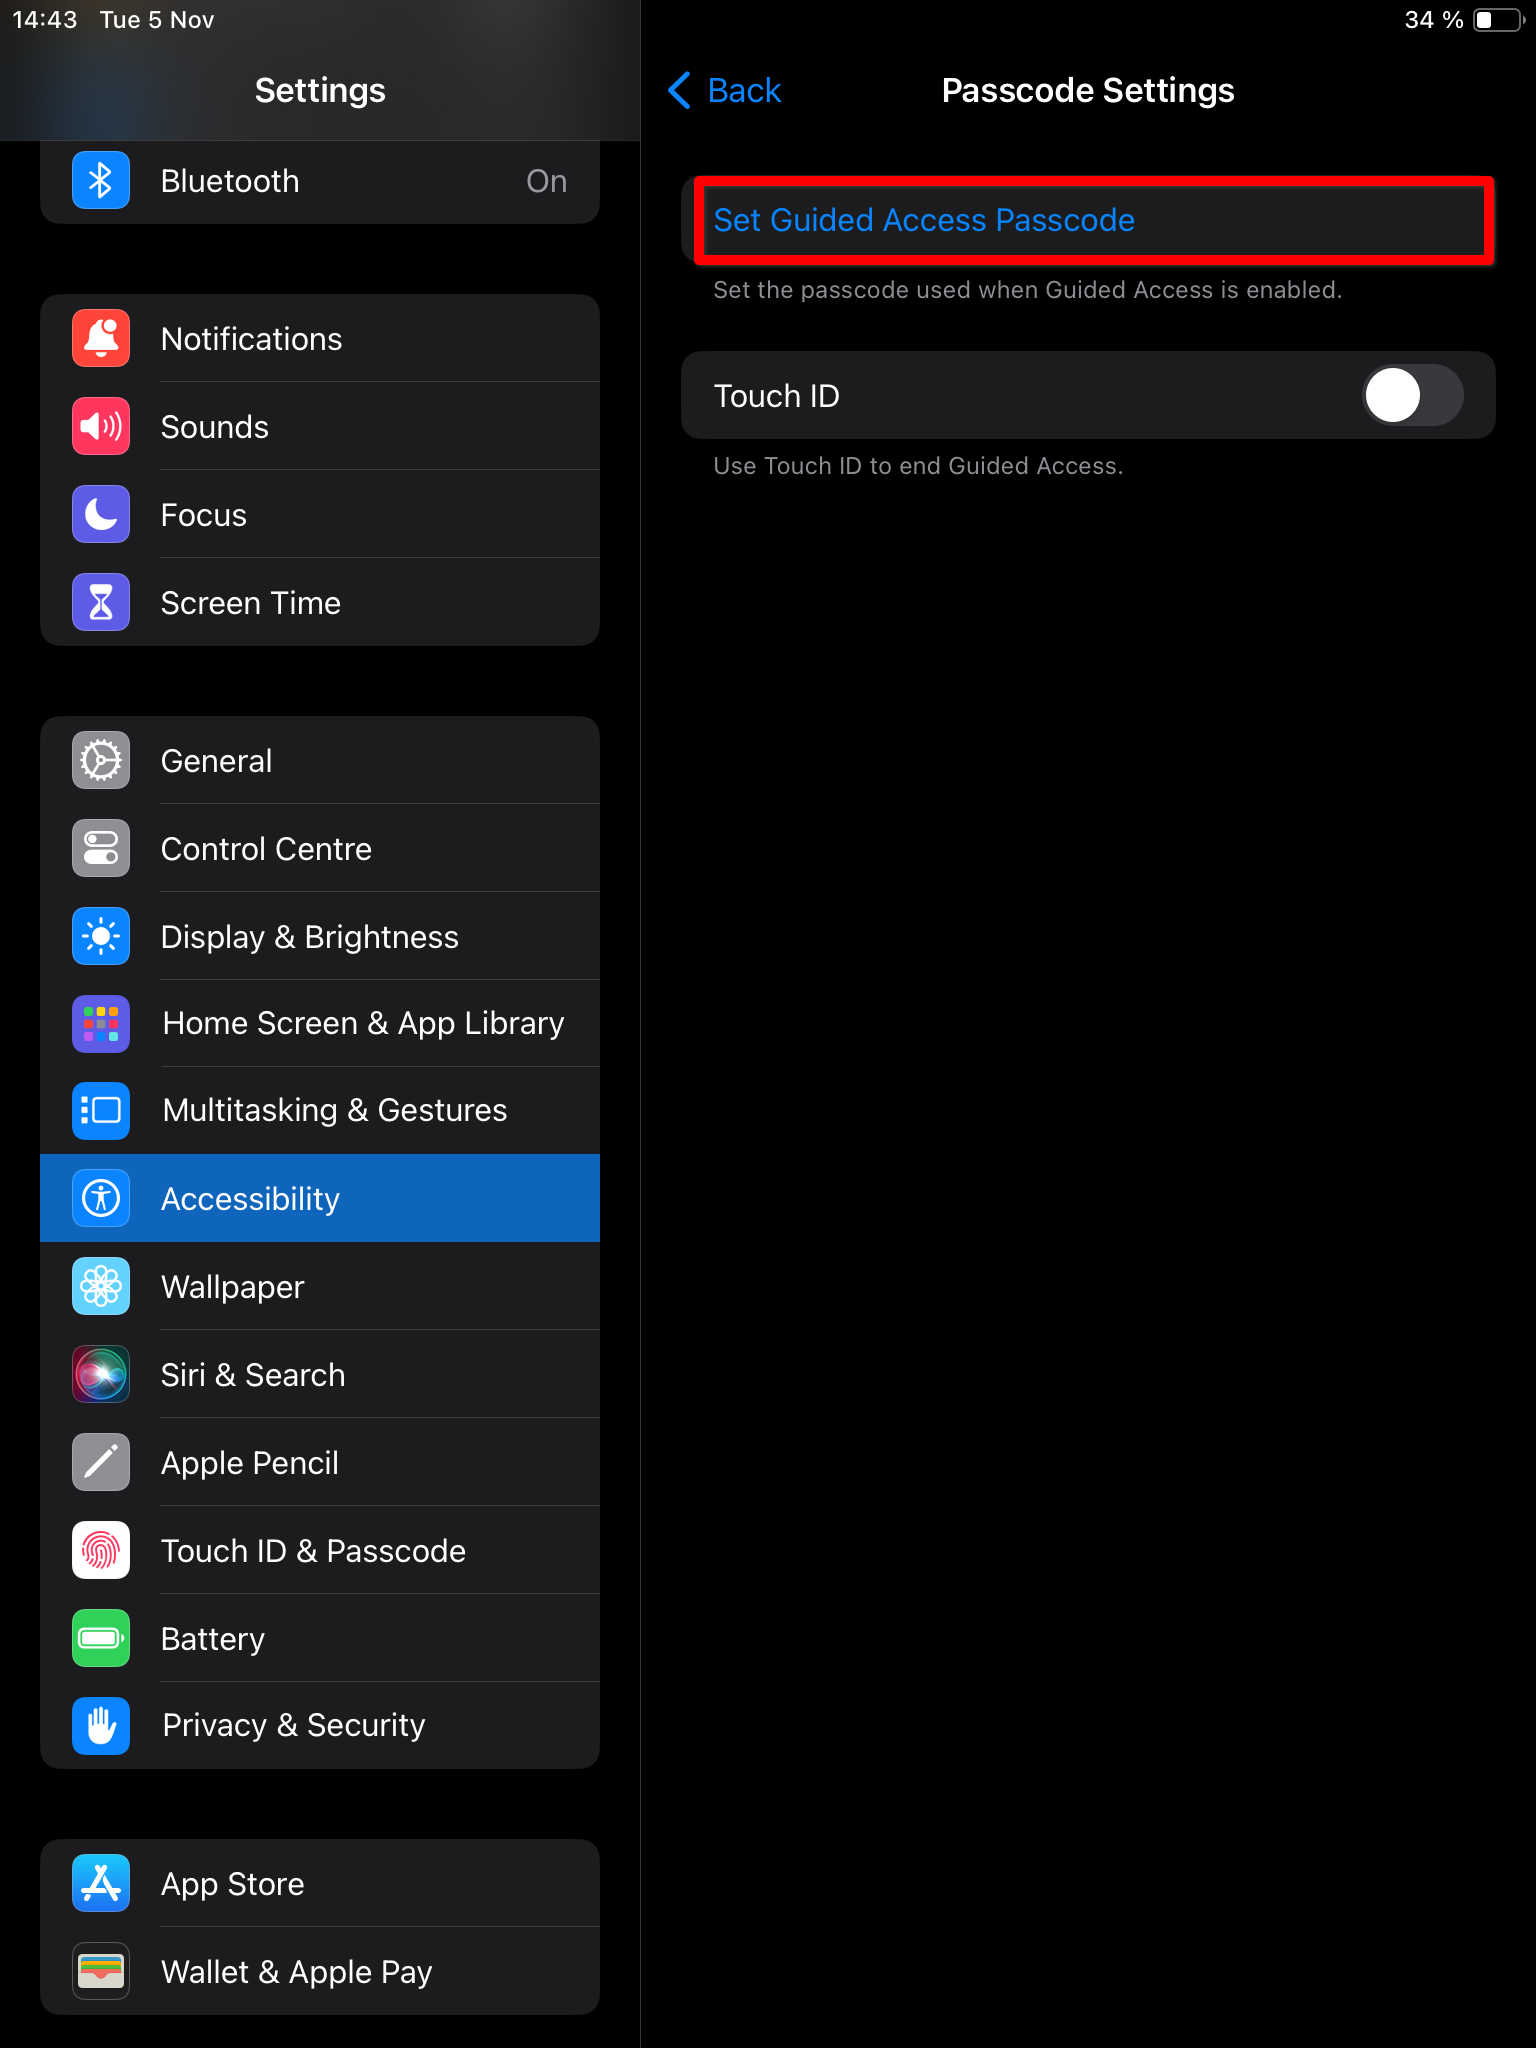 14:43 Tue 5 Nov
34 %
Settings
Bluetooth On
Notifications
Sounds
Focus
Screen Time
General
Control Centre
Display & Brightness
Home Screen & App Library
Multitasking & Gestures
Accessibility
Wallpaper
Siri & Search
Apple Pencil
Touch ID & Passcode
Battery
Privacy & Security
App Store
Wallet & Apple Pay
Back
Passcode Settings
Set Guided Access Passcode
Set the passcode used when Guided Access is enabled.
Touch ID
Use Touch ID to end Guided Access.